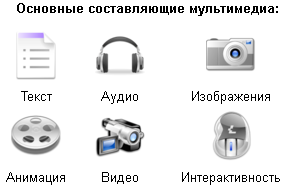 Основные составляющие мультимедиа:
Текст Аудио Изображения
Анимация Видео Интерактивность